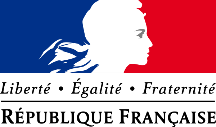 Liberté • Égalité • Fraternité
RÉPUBLIQUE FRANÇAISE